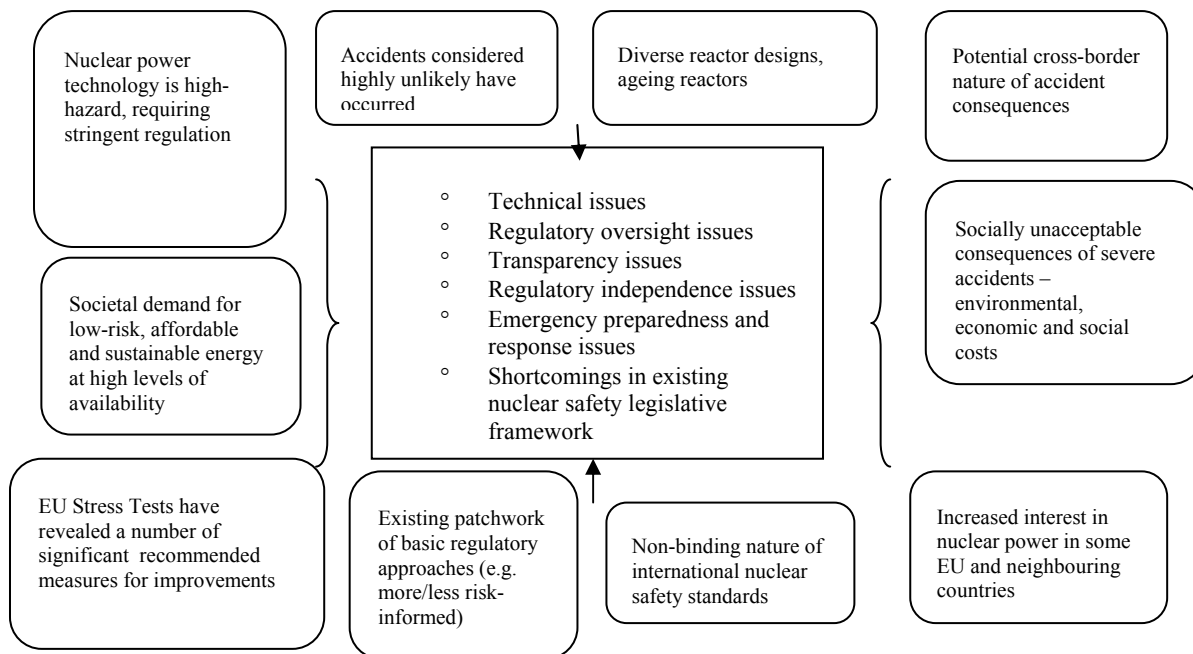 Nuclear power
technology is high-
hazard, requiring
stringent regulation
Accidents considered
highly unlikely have
occurred
Diverse reactor designs,
ageing reactors
Potential cross-border
nature of accident
consequences
° Technical issues
° Regulatory oversight issues
° Transparency issues
° Regulatory independence issues
° Emergency preparedness and
response issues
° Shortcomings in existing
nuclear safety legislative
framework
Societal demand for
low-risk, affordable
and sustainable energy
at high levels of
availability
Socially unacceptable
consequences of severe
accidents –
environmental,
economic and social
costs
EU Stress Tests have
revealed a number of
significant recommended
measures for improvements
Existing patchwork
of basic regulatory
approaches (e.g.
more/less risk-
informed)
Non-binding nature of
international nuclear
safety standards
Increased interest in
nuclear power in some
EU and neighbouring
countries